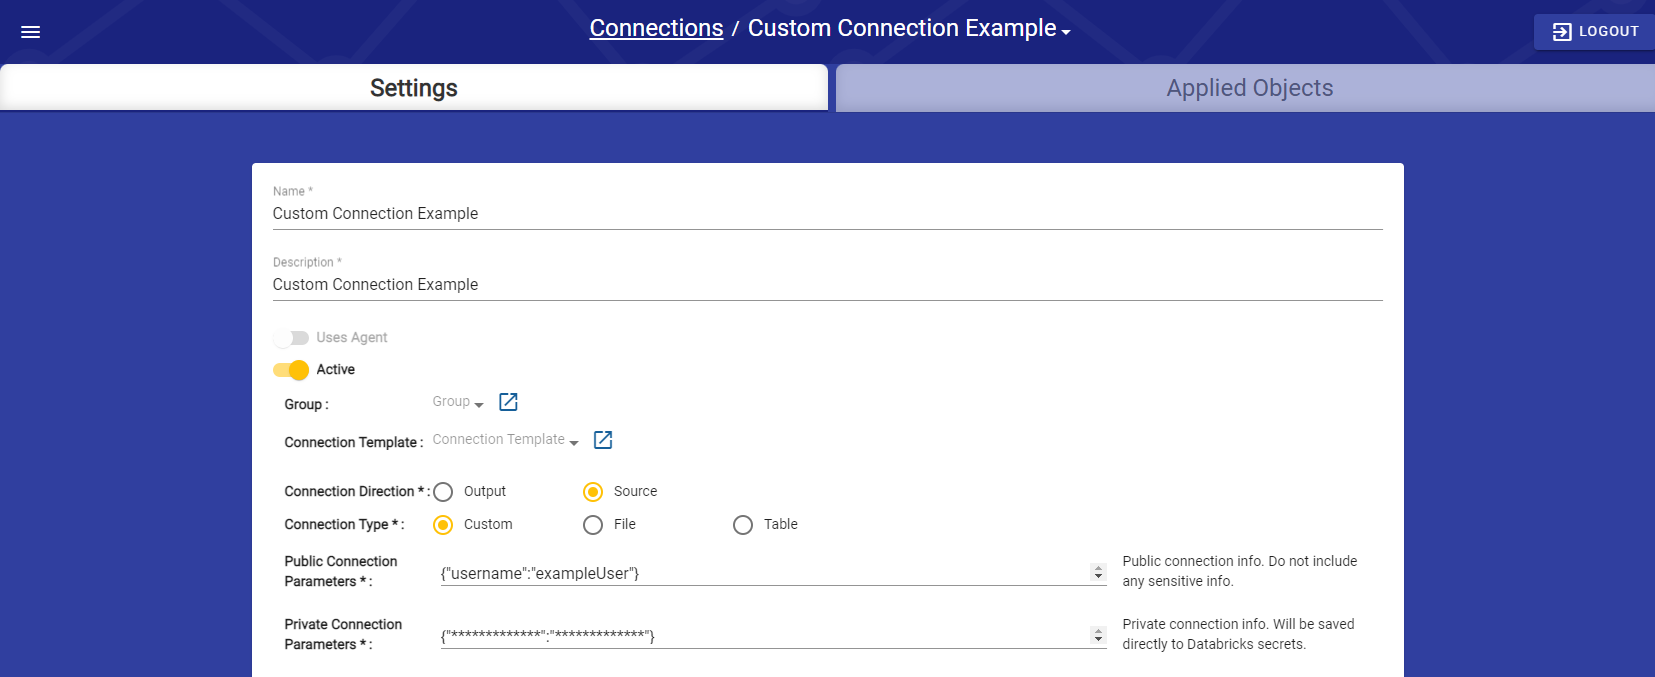 Connections / Custom Connection Example
LOGOUT
Settings
Applied Objects
Name *
Custom Connection Example
Description *
Custom Connection Example
Uses Agent
Active
Group : Group
Connection Template : Connection Template
Connection Direction * : Output Source
Connection Type * : Custom File Table
Public Connection
Parameters * :
{"username":"exampleUser"}
Public connection info. Do not include
any sensitive info.
Private Connection
Parameters * :
{"*************":"*************"}
Private connection info. Will be saved
directly to Databricks secrets.